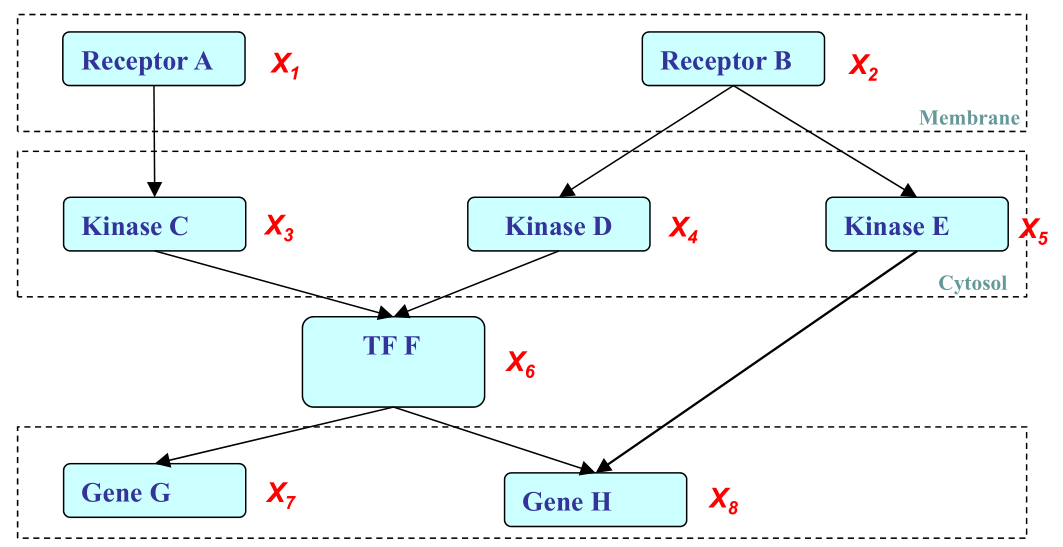 Receptor A
X1
Receptor B
X2
Membrane
Kinase C
X3
Kinase D
X4
Kinase E
X5
Cytosol
TF F
X6
Gene G
X7
Gene H
X8